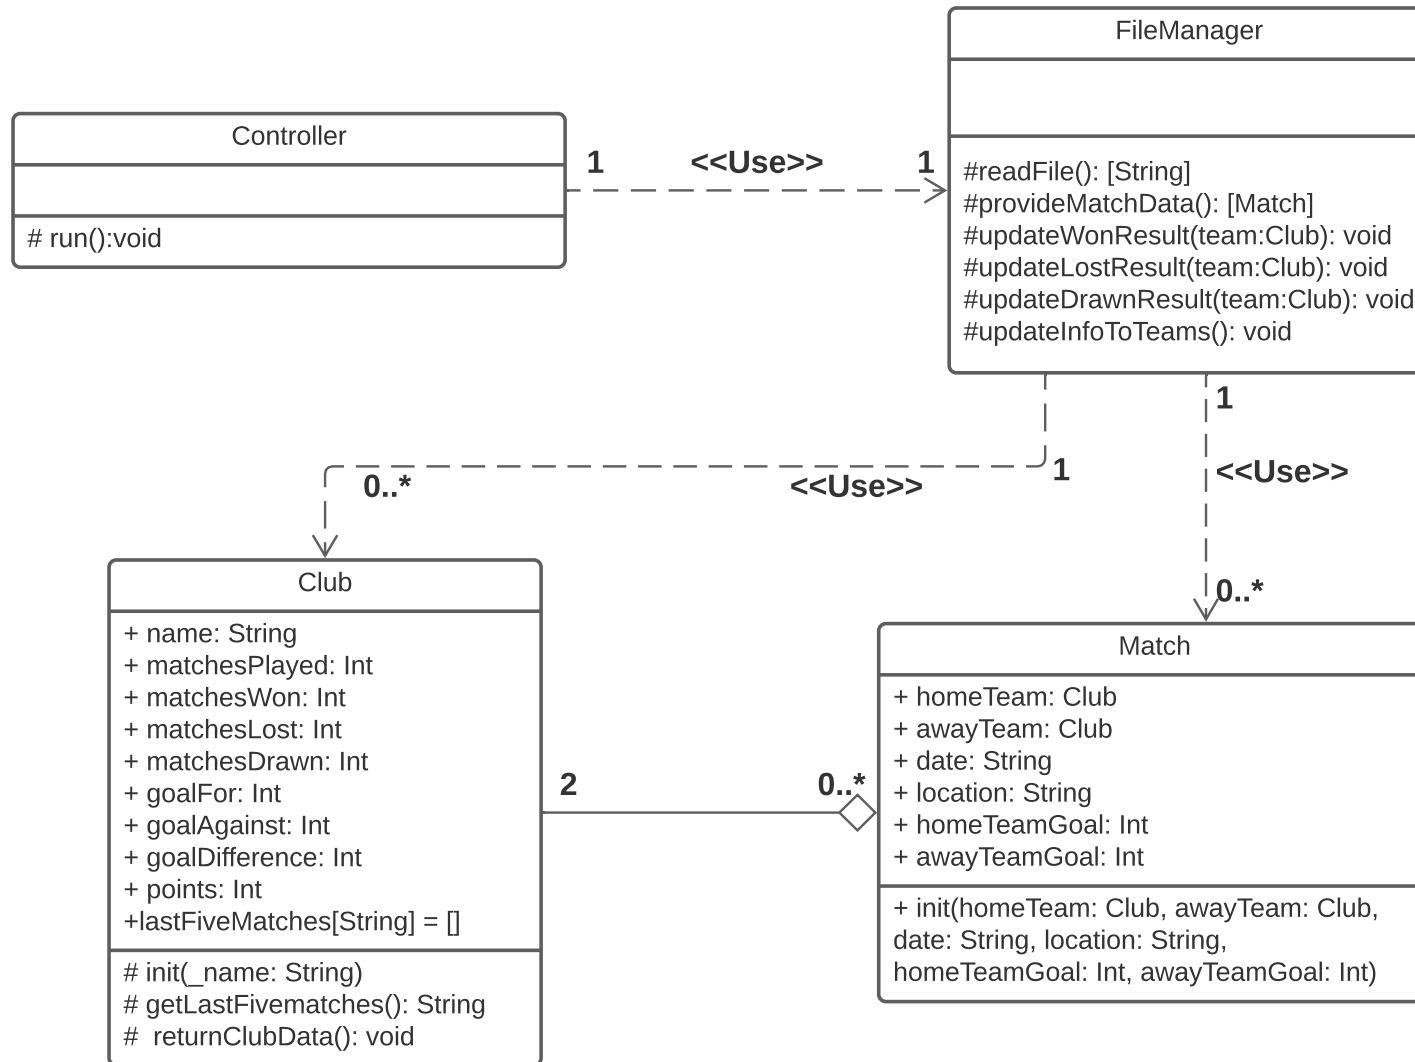 FileManager
Controller
1
<<Use>>
1
# run():void
#readFile(): [String]
#provideMatchData(): [Match]
#updateWonResult(team:Club): void
#updateLostResult(team:Club): void
#updateDrawnResult(team:Club): void
#updateInfoToTeams(): void
1
1
<<Use>>
0..*
<<Use>>
0..*
Club
+ name: String
+ matchesPlayed: Int
+ matchesWon: Int
+ matchesLost: Int
+ matchesDrawn: Int
+ goalFor: Int
+ goalAgainst: Int
+ goalDifference: Int
+ points: Int
+lastFiveMatches[String] = []
# init(_name: String)
# getLastFivematches(): String
#  returnClubData(): void
2
0..*
Match
+ homeTeam: Club
+ awayTeam: Club
+ date: String
+ location: String
+ homeTeamGoal: Int
+ awayTeamGoal: Int
+ init(homeTeam: Club, awayTeam: Club,
date: String, location: String,
homeTeamGoal: Int, awayTeamGoal: Int)